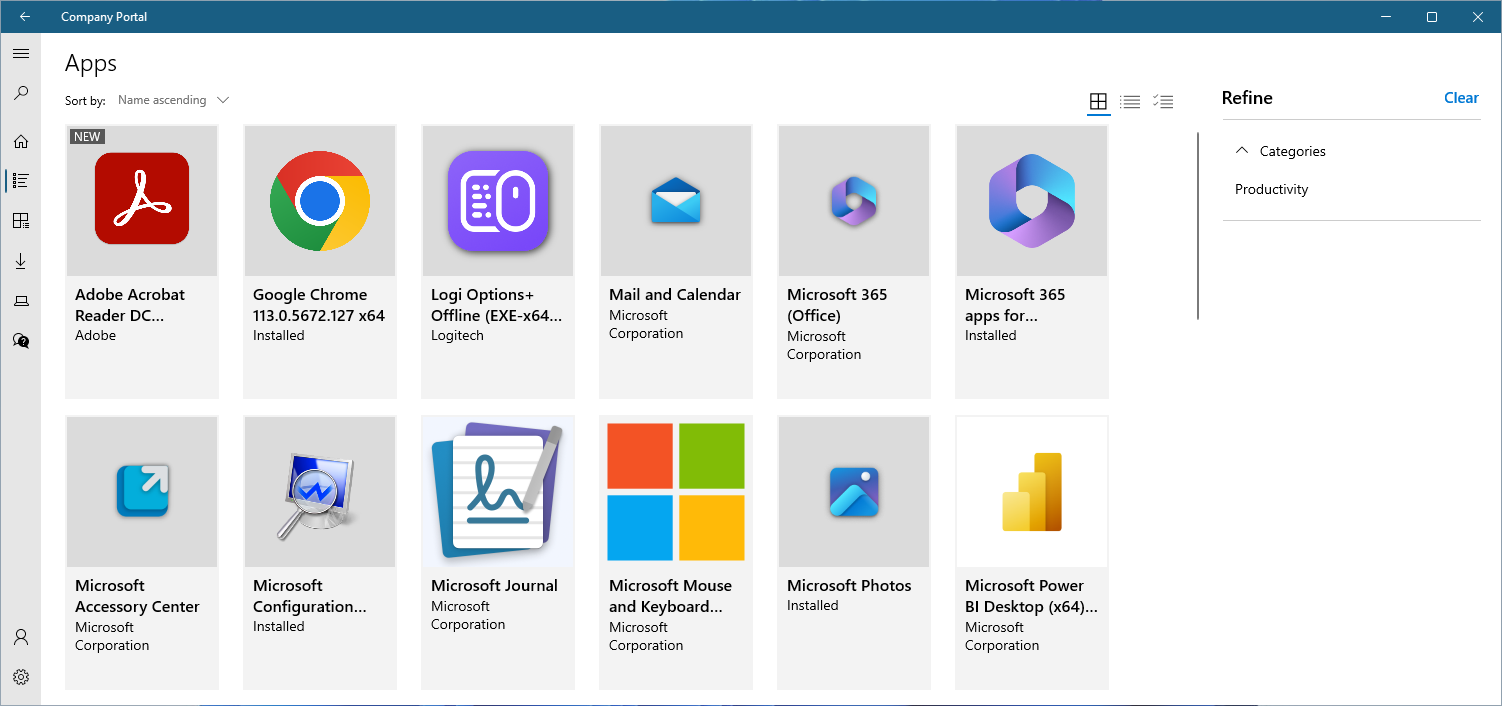 Company Portal
Apps
Sort by: Name ascending
Refine
Clear
Categories
Productivity
NEW
Adobe Acrobat
Reader DC...
Adobe
Google Chrome
113.0.5672.127 x64
Installed
Logi Options+
Offline (EXE-x64...
Logitech
Mail and Calendar
Microsoft
Corporation
Microsoft 365
(Office)
Microsoft
Corporation
Microsoft 365
apps for...
Installed
Microsoft
Accessory Center
Microsoft
Corporation
Microsoft
Configuration...
Installed
Microsoft Journal
Microsoft
Corporation
Microsoft Mouse
and Keyboard...
Microsoft
Corporation
Microsoft Photos
Installed
Microsoft Power
BI Desktop (x64)...
Microsoft
Corporation